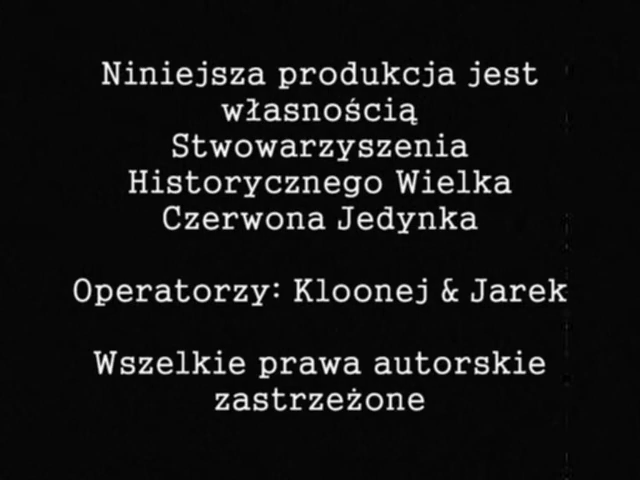 Niniejsza produkcja jest
własnością
Stwowarzyszenia
Historycznego Wielka
Czerwona Jedynka
Operatorzy: Kloonej & Jarek
Wszelkie prawa autorskie
zastrzeżone